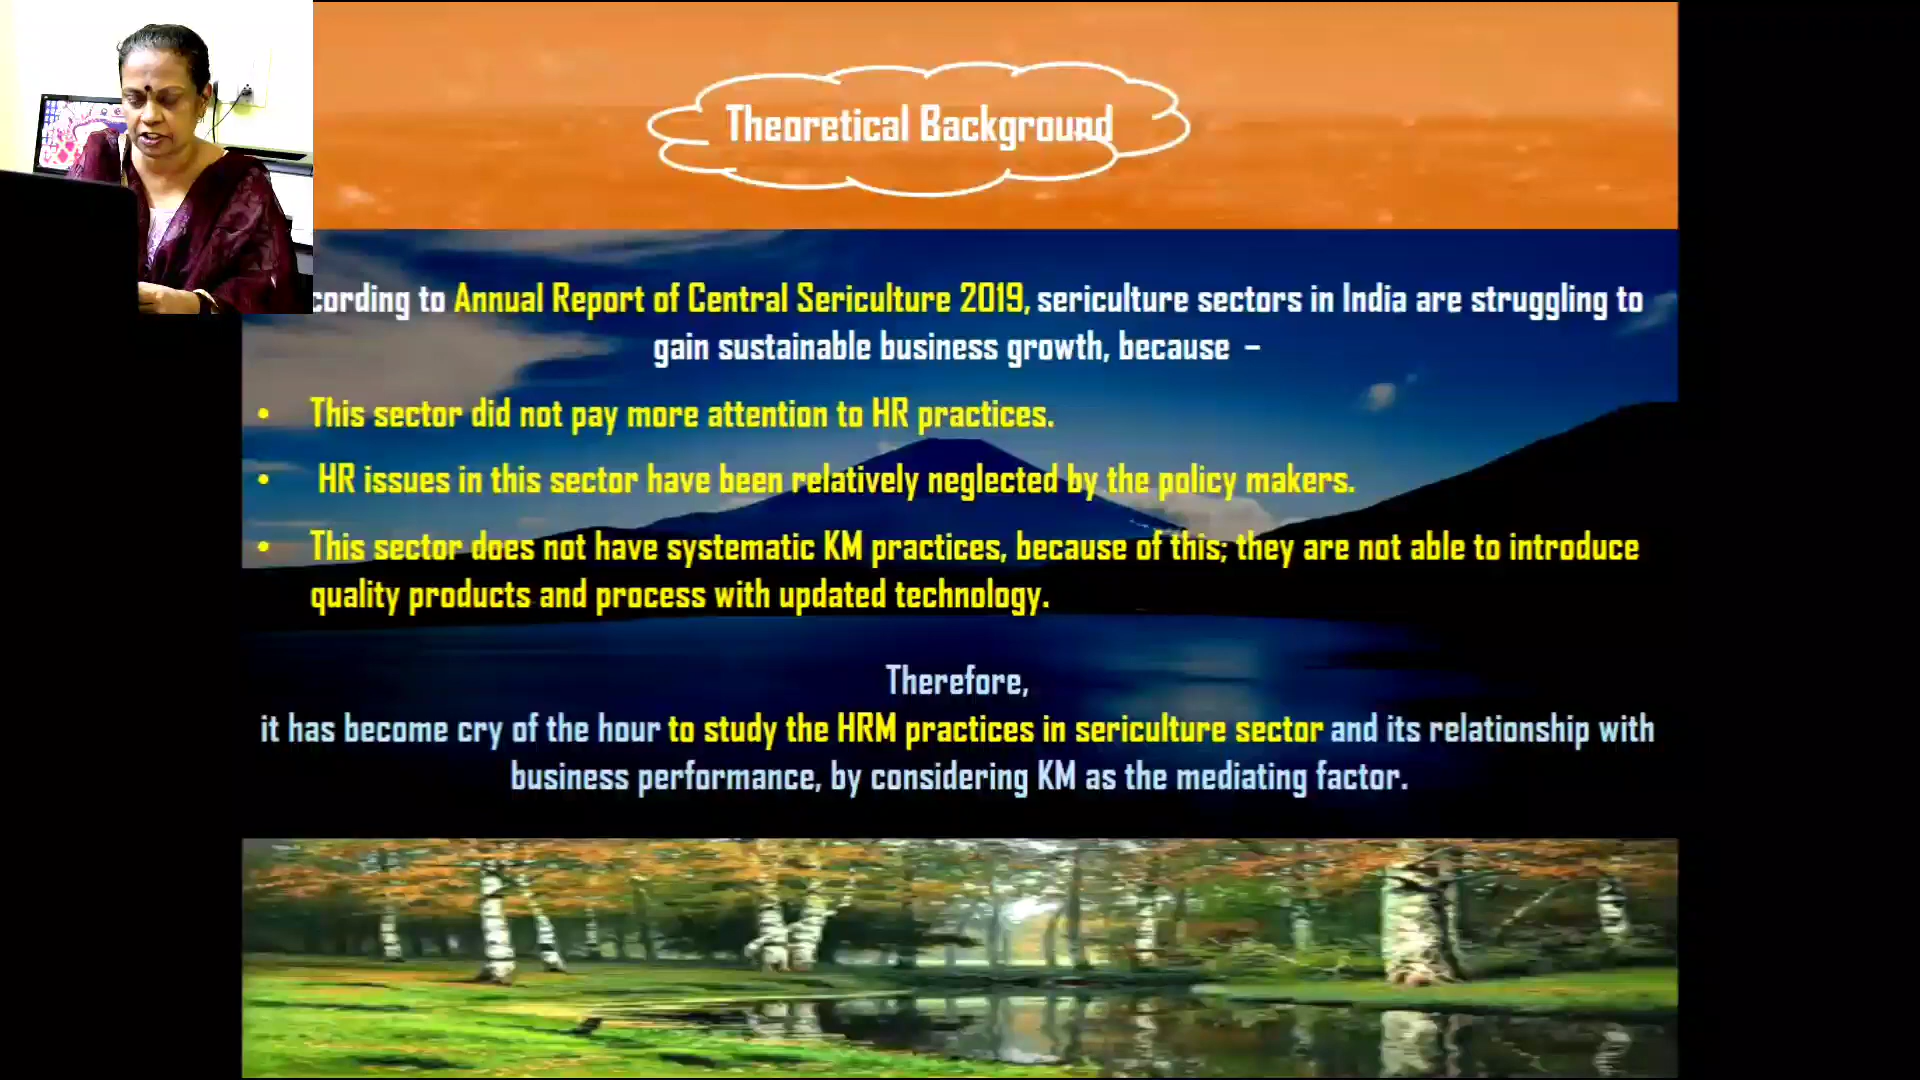 Theoretical Background
cording to Annual Report of Central Sericulture 2019, sericulture sectors in India are struggling to
gain sustainable business growth, because –
• This sector did not pay more attention to HR practices.
• HR issues in this sector have been relatively neglected by the policy makers.
• This sector does not have systematic KM practices, because of this; they are not able to introduce
quality products and process with updated technology.
Therefore,
it has become cry of the hour to study the HRM practices in sericulture sector and its relationship with
business performance, by considering KM as the mediating factor.